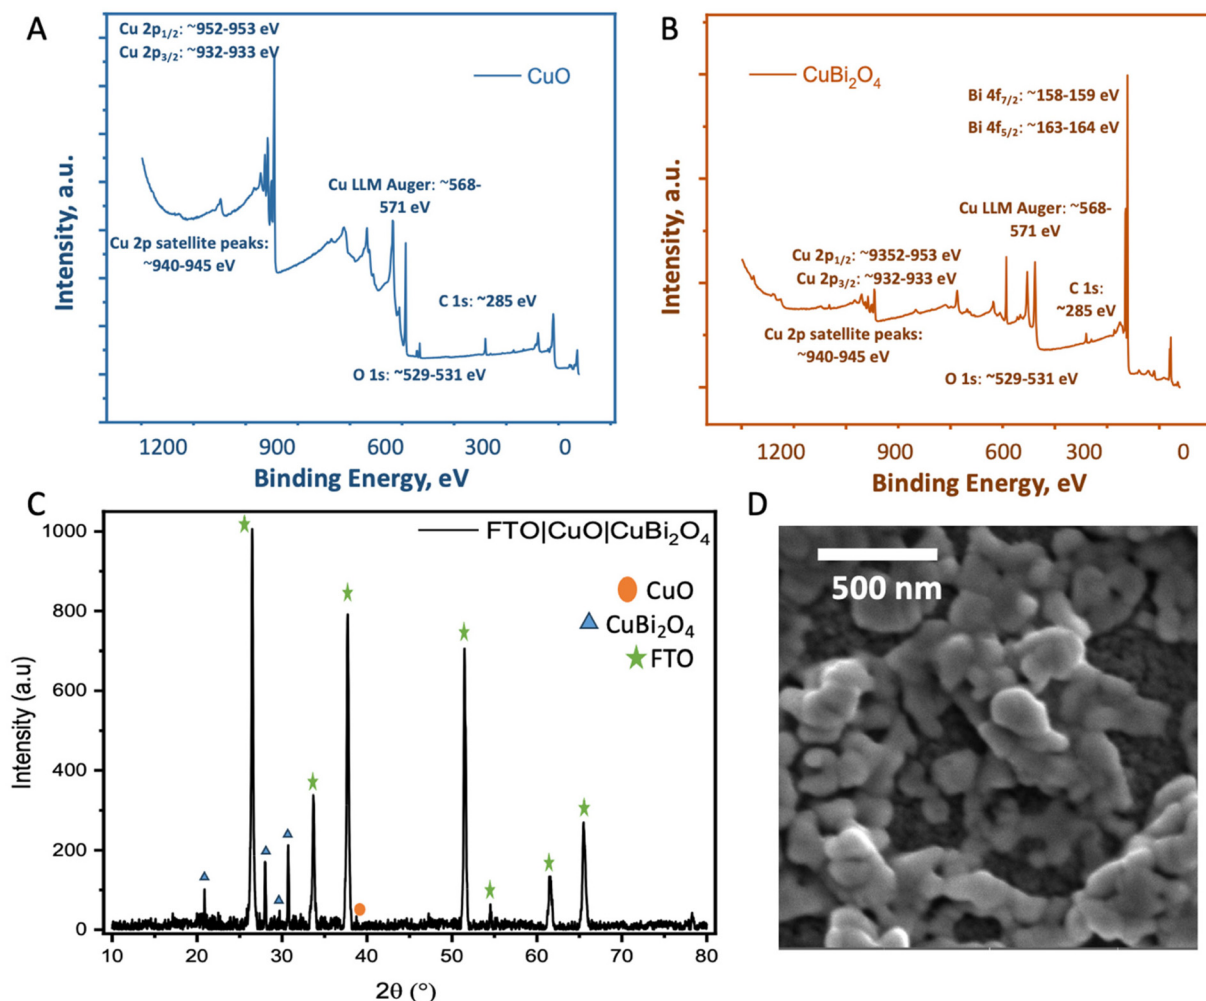 A
Cu 2p1/2: ~952-953 eV
Cu 2p3/2: ~932-933 eV
CuO
Cu LLM Auger: ~568-
571 eV
Cu 2p satellite peaks:
~940-945 eV
C 1s: ~285 eV
O 1s: ~529-531 eV
Intensity, a.u.
1200 900 600 300 0
Binding Energy, eV
B
CuBi2O4
Bi 4f7/2: ~158-159 eV
Bi 4f5/2: ~163-164 eV
Cu LLM Auger: ~568-
571 eV
Cu 2p1/2: ~9352-953 eV
Cu 2p3/2: ~932-933 eV
C 1s:
~285 eV
Cu 2p satellite peaks:
~940-945 eV
O 1s: ~529-531 eV
Intensity, a.u.
1200 900 600 300 0
Binding Energy, eV
C
FTO|CuO|CuBi2O4
CuO
CuBi2O4
FTO
1000
800
600
400
200
0
Intensity (a.u)
10 20 30 40 50 60 70 80
2θ (°)
D
500 nm